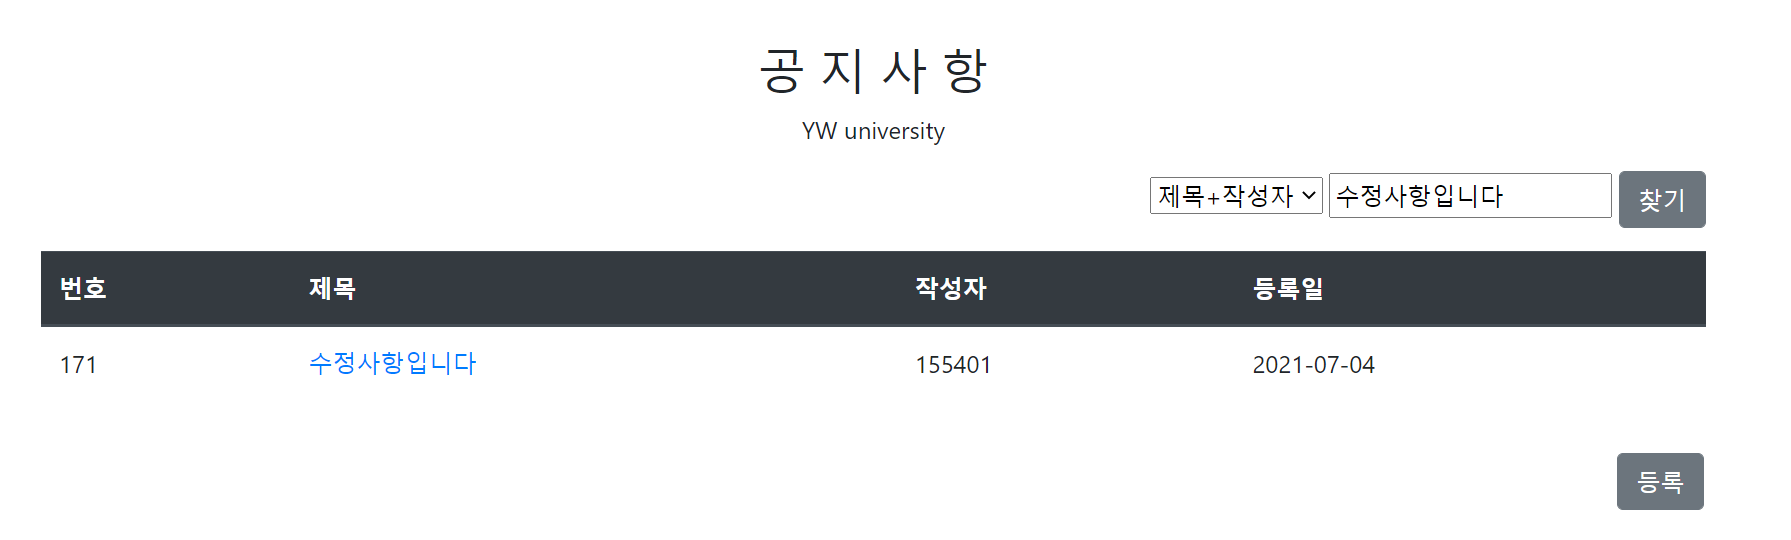 공 지 사 항
YW university
제목+작성자 수정사항입니다 찾기
번호 제목 작성자 등록일
171 수정사항입니다 155401 2021-07-04
등록